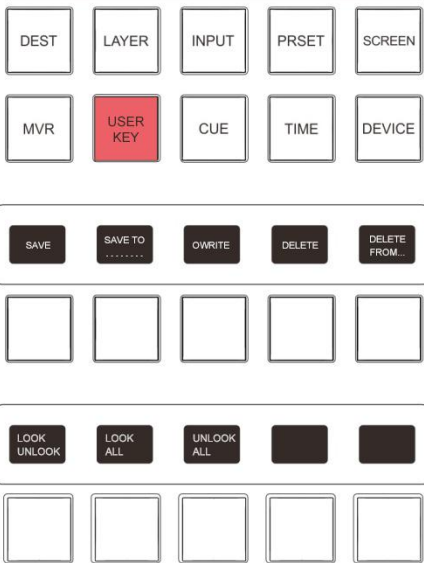 DEST LAYER INPUT PRSET SCREEN
MVR USER KEY CUE TIME DEVICE
SAVE SAVE TO ........ OWRITE DELETE DELETE FROM...
LOOK UNLOOK LOOK ALL UNLOOK ALL